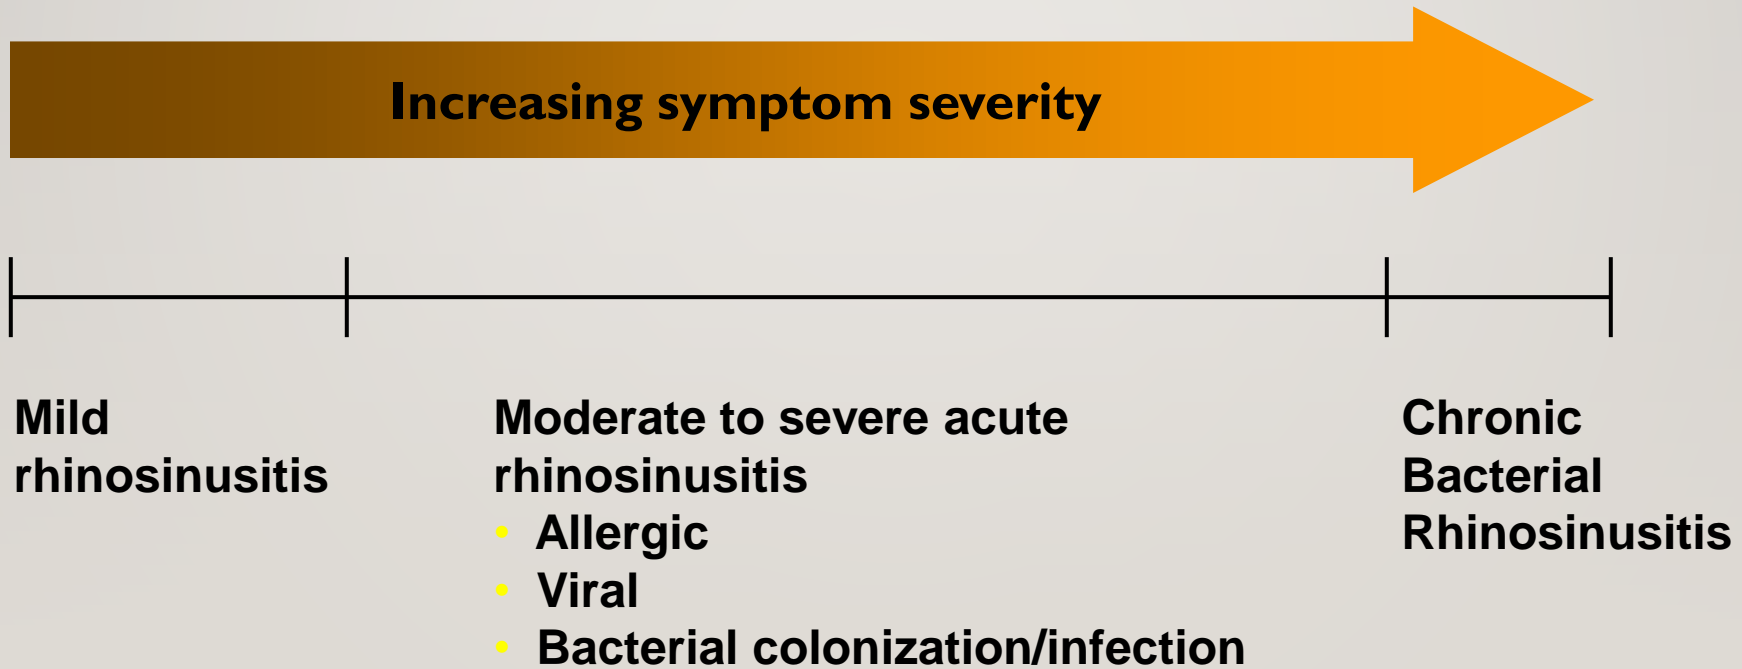 Increasing symptom severity
Mild
rhinosinusitis
Moderate to severe acute
rhinosinusitis
• Allergic
• Viral
• Bacterial colonization/infection
Chronic
Bacterial
Rhinosinusitis